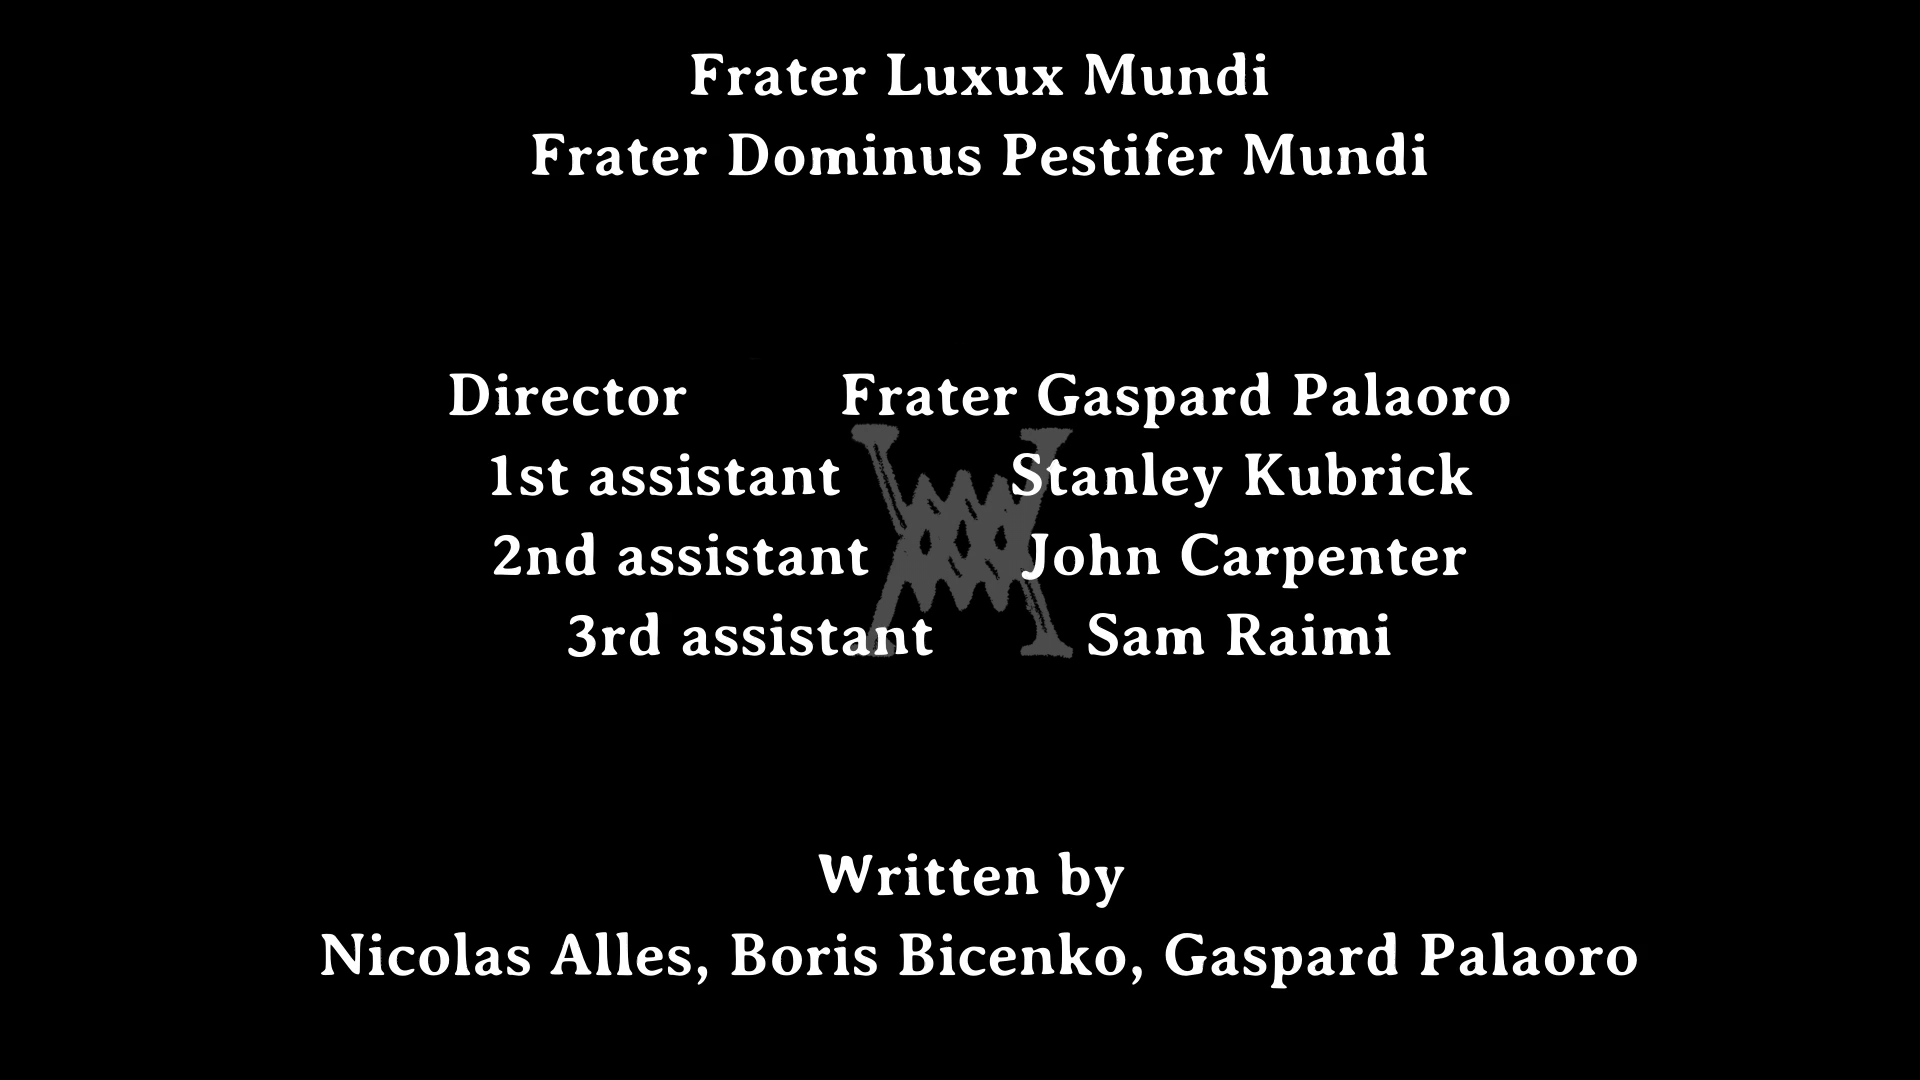 Frater Luxux Mundi
Frater Dominus Pestifer Mundi
Director Frater Gaspard Palaoro
1st assistant Stanley Kubrick
2nd assistant John Carpenter
3rd assistant Sam Raimi
Written by
Nicolas Alles, Boris Bicenko, Gaspard Palaoro